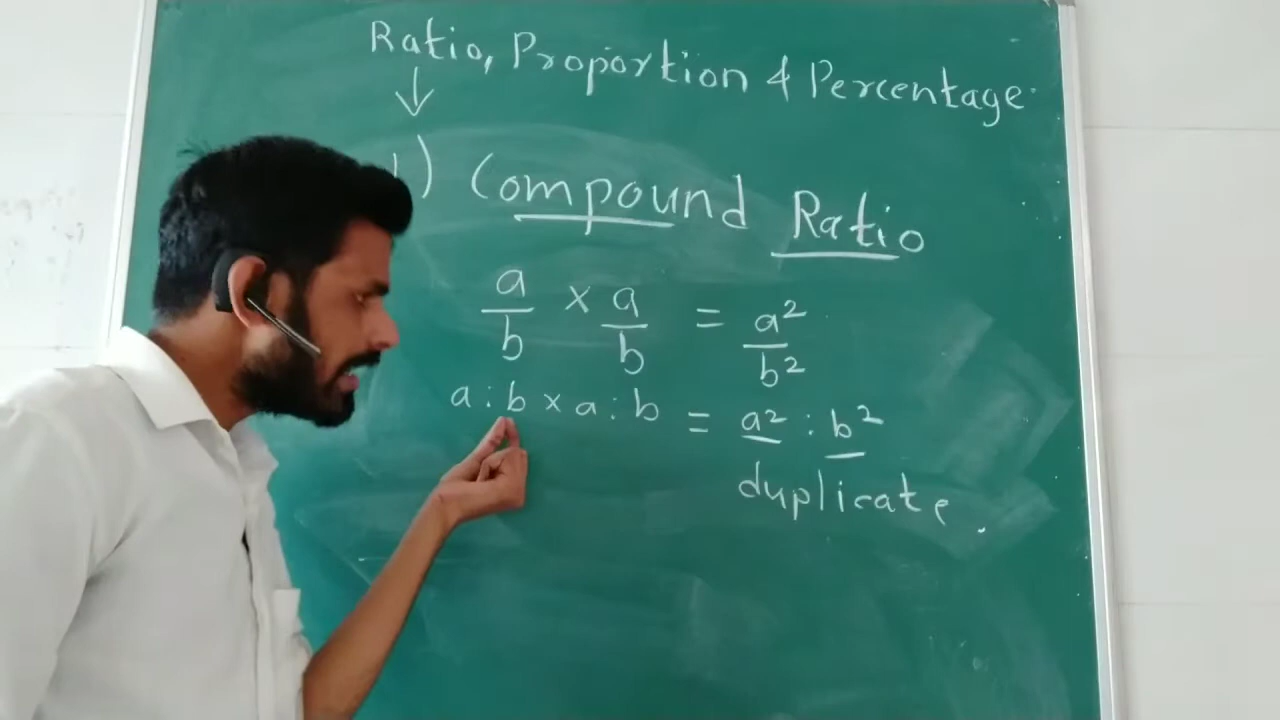 Ratio, Proportion & Percentage
↓
1) Compound Ratio
a/b × a/b = a²/b²
a : b × a : b = a² : b²
duplicate